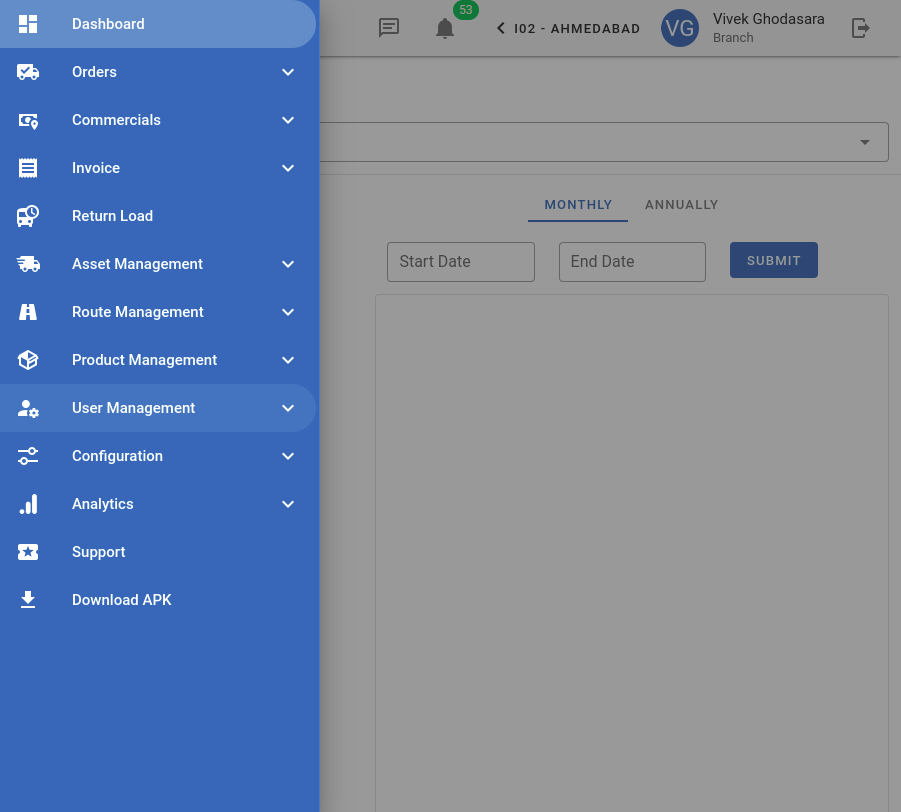 Dashboard
Orders
Commercials
Invoice
Return Load
Asset Management
Route Management
Product Management
User Management
Configuration
Analytics
Support
Download APK
53
I02 - AHMEDABAD
VG
Vivek Ghodasara
Branch
MONTHLY
ANNUALLY
Start Date
End Date
SUBMIT